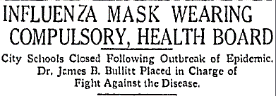 INFLUENZA MASK WEARING
COMPULSORY, HEALTH BOARD
City Schools Closed Following Outbreak of Epidemic.
Dr. James B. Bullitt Placed in Charge of
Fight Against the Disease.